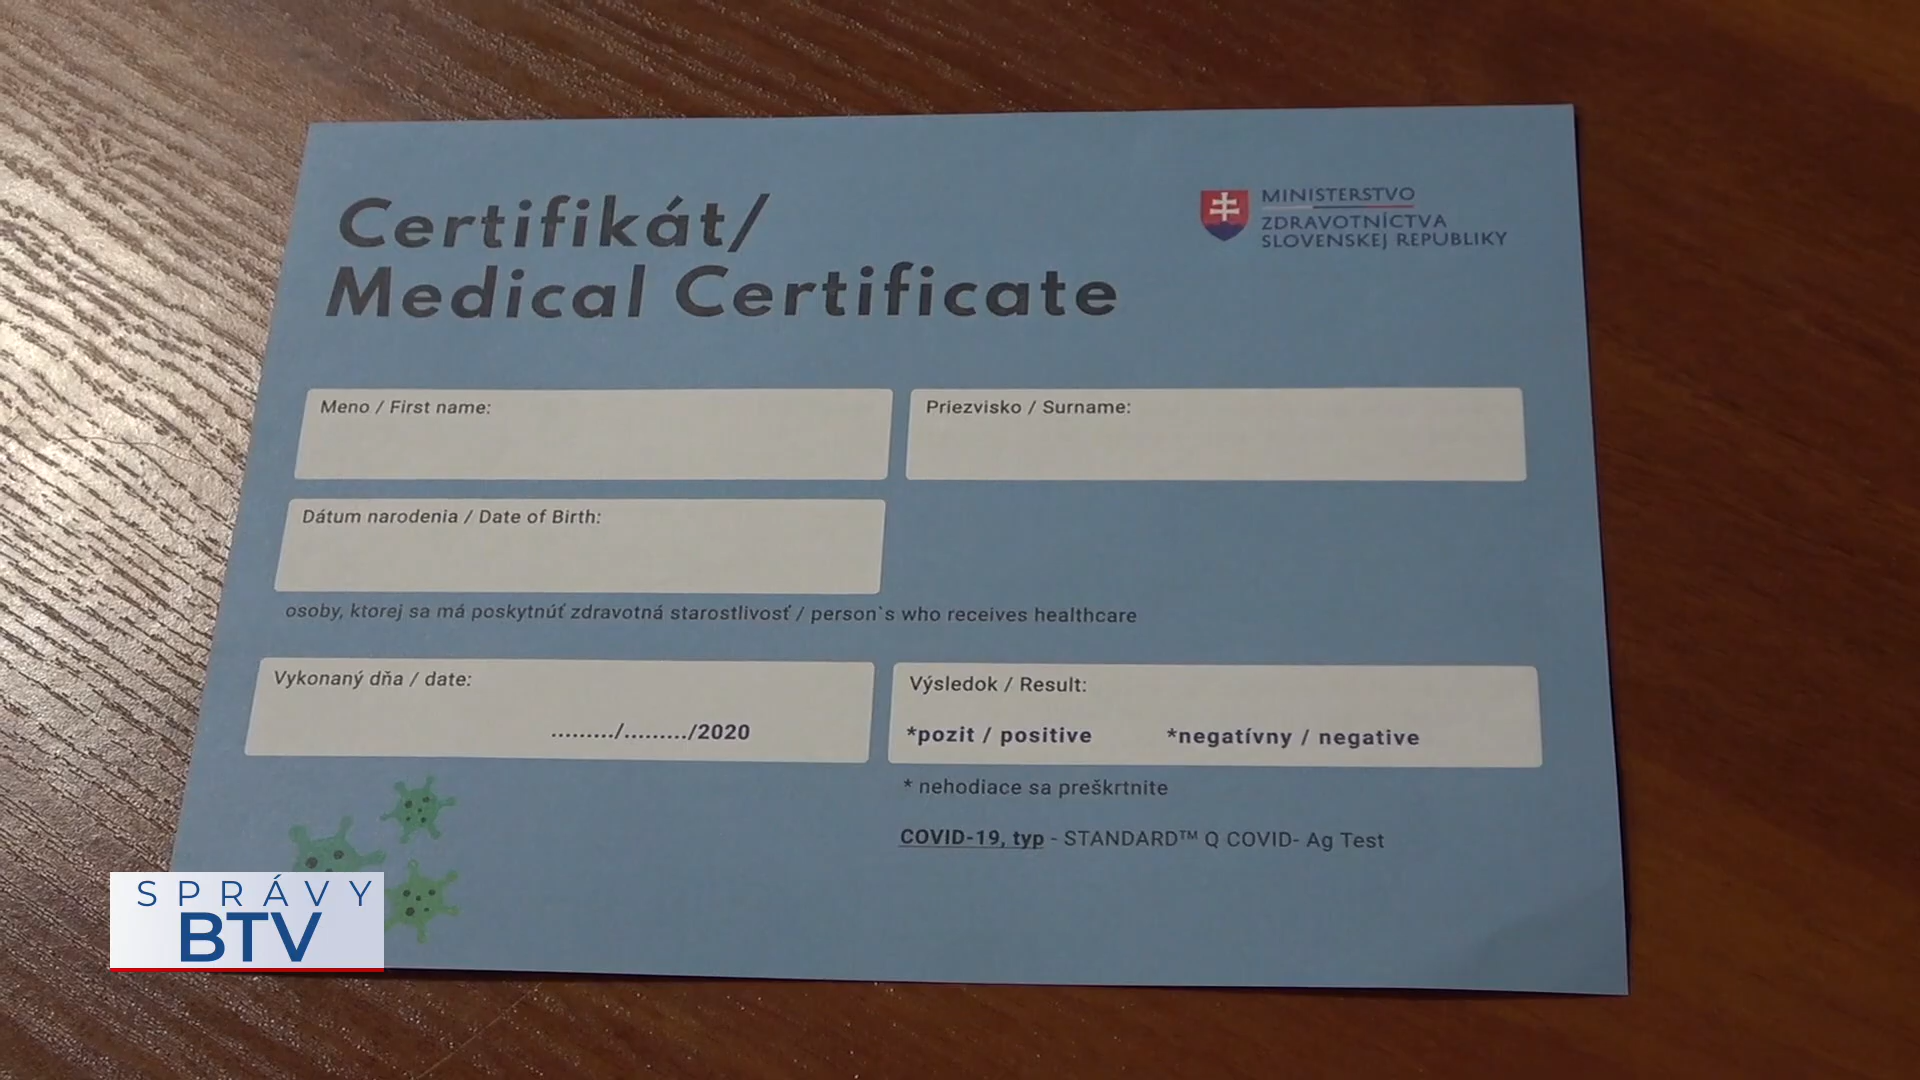 Certifikát/
Medical Certificate
MINISTERSTVO
ZDRAVOTNÍCTVA
SLOVENSKEJ REPUBLIKY
Meno / First name:
Priezvisko / Surname:
Dátum narodenia / Date of Birth:
osoby, ktorej sa má poskytnúť zdravotná starostlivosť / person`s who receives healthcare
Vykonaný dňa / date:
........./........./2020
Výsledok / Result:
*pozit / positive *negatívny / negative
* nehodiace sa preškrtnite
COVID-19, typ - STANDARD™ Q COVID- Ag Test
SPRÁVY
BTV